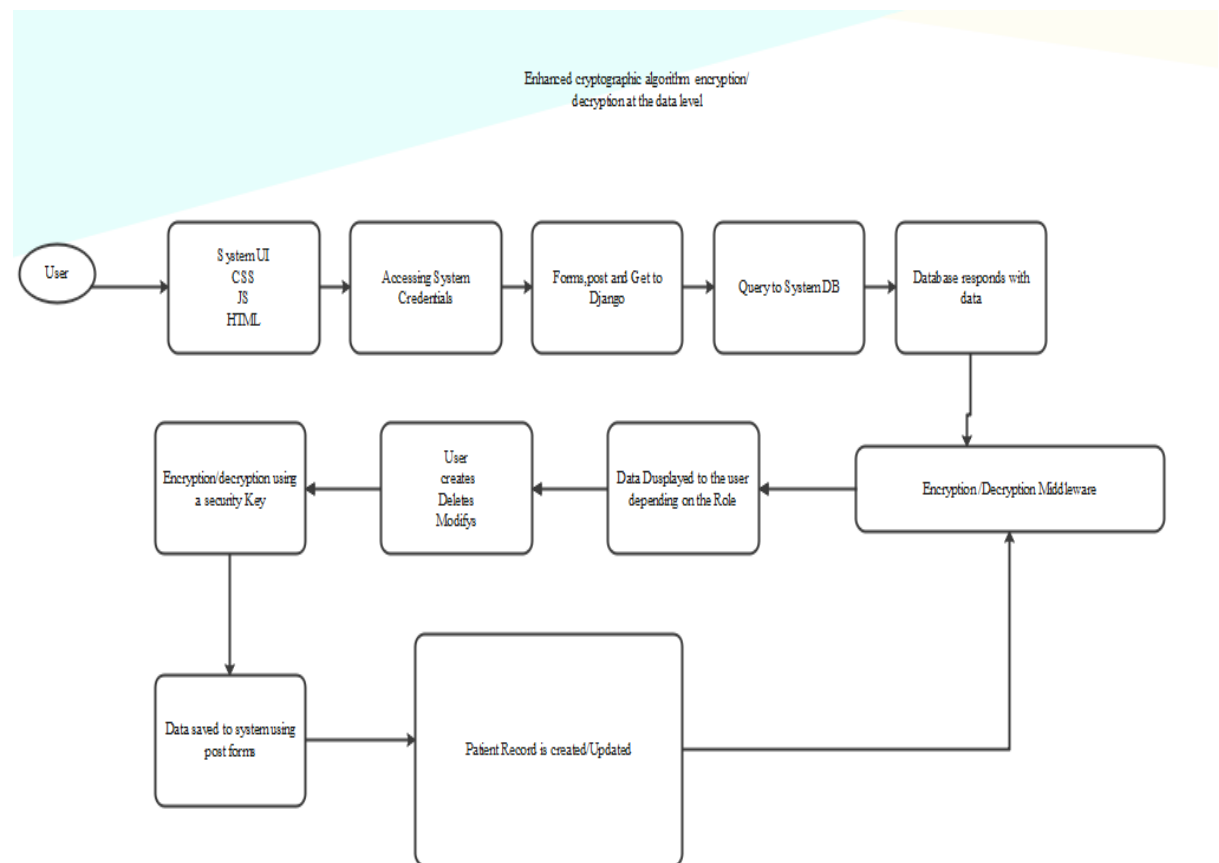 Enhanced cryptographic algorithm encryption/
decryption at the data level
User
System UI
CSS
JS
HTML
Accessing System
Credentials
Forms,post and Get to
Django
Query to System DB
Database responds with
data
Encryption/decryption using
a security Key
User
creates
Deletes
Modifys
Data Dusplayed to the user
depending on the Role
Encryption /Decryption Middleware
Data saved to system using
post forms
Patient Record is created/Updated